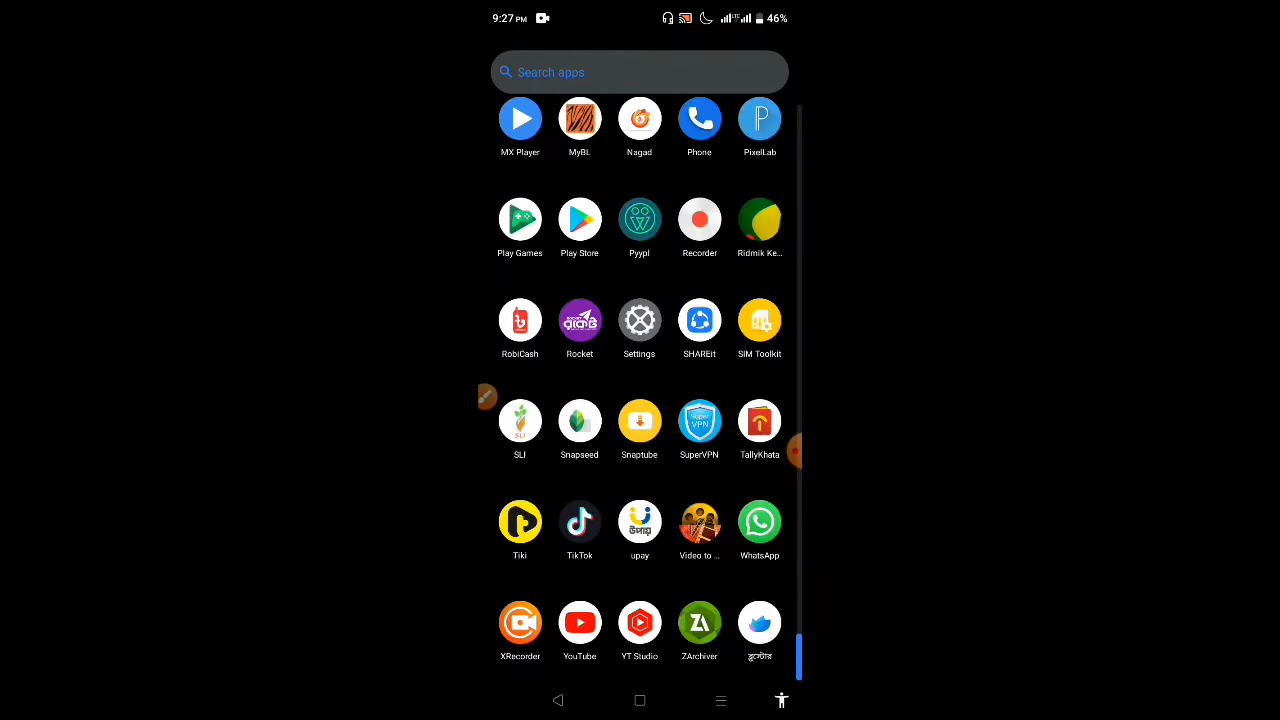 9:27 PM 46%
Search apps
MX Player MyBL Nagad Phone PixelLab
Play Games Play Store Pyypl Recorder Ridmik Ke...
RobiCash Rocket Settings SHAREit SIM Toolkit
SLI Snapseed Snaptube SuperVPN TallyKhata
Tiki TikTok upay Video to ... WhatsApp
XRecorder YouTube YT Studio ZArchiver